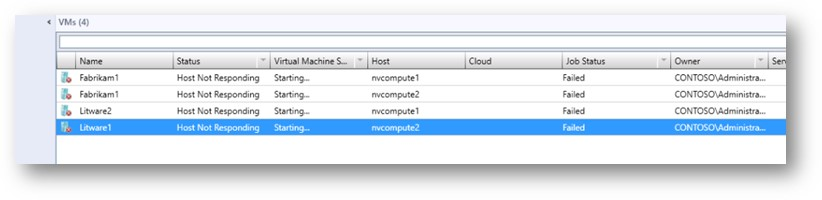 VMs (4)
Name Status Virtual Machine S... Host Cloud Job Status Owner Serv
Fabrikam1 Host Not Responding Starting... nvcompute1 Failed CONTOSO\Administra...
Fabrikam1 Host Not Responding Starting... nvcompute2 Failed CONTOSO\Administra...
Litware2 Host Not Responding Starting... nvcompute1 Failed CONTOSO\Administra...
Litware1 Host Not Responding Starting... nvcompute2 Failed CONTOSO\Administra...